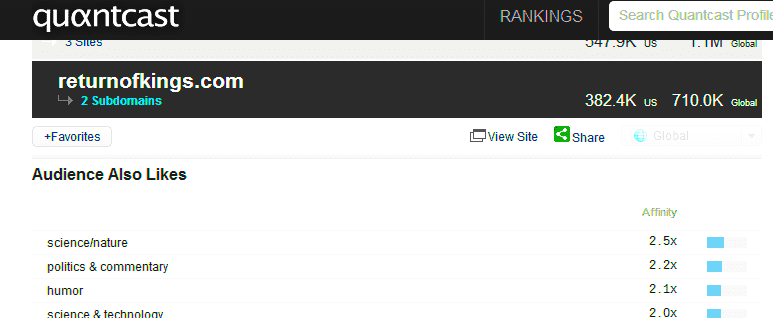 quantcast RANKINGS Search Quantcast Profile
3 Sites 547.9K US 1.1M Global
returnofkings.com
2 Subdomains 382.4K US 710.0K Global
+Favorites View Site Share Global
Audience Also Likes
Affinity
science/nature 2.5x
politics & commentary 2.2x
humor 2.1x
science & technology 2.0x